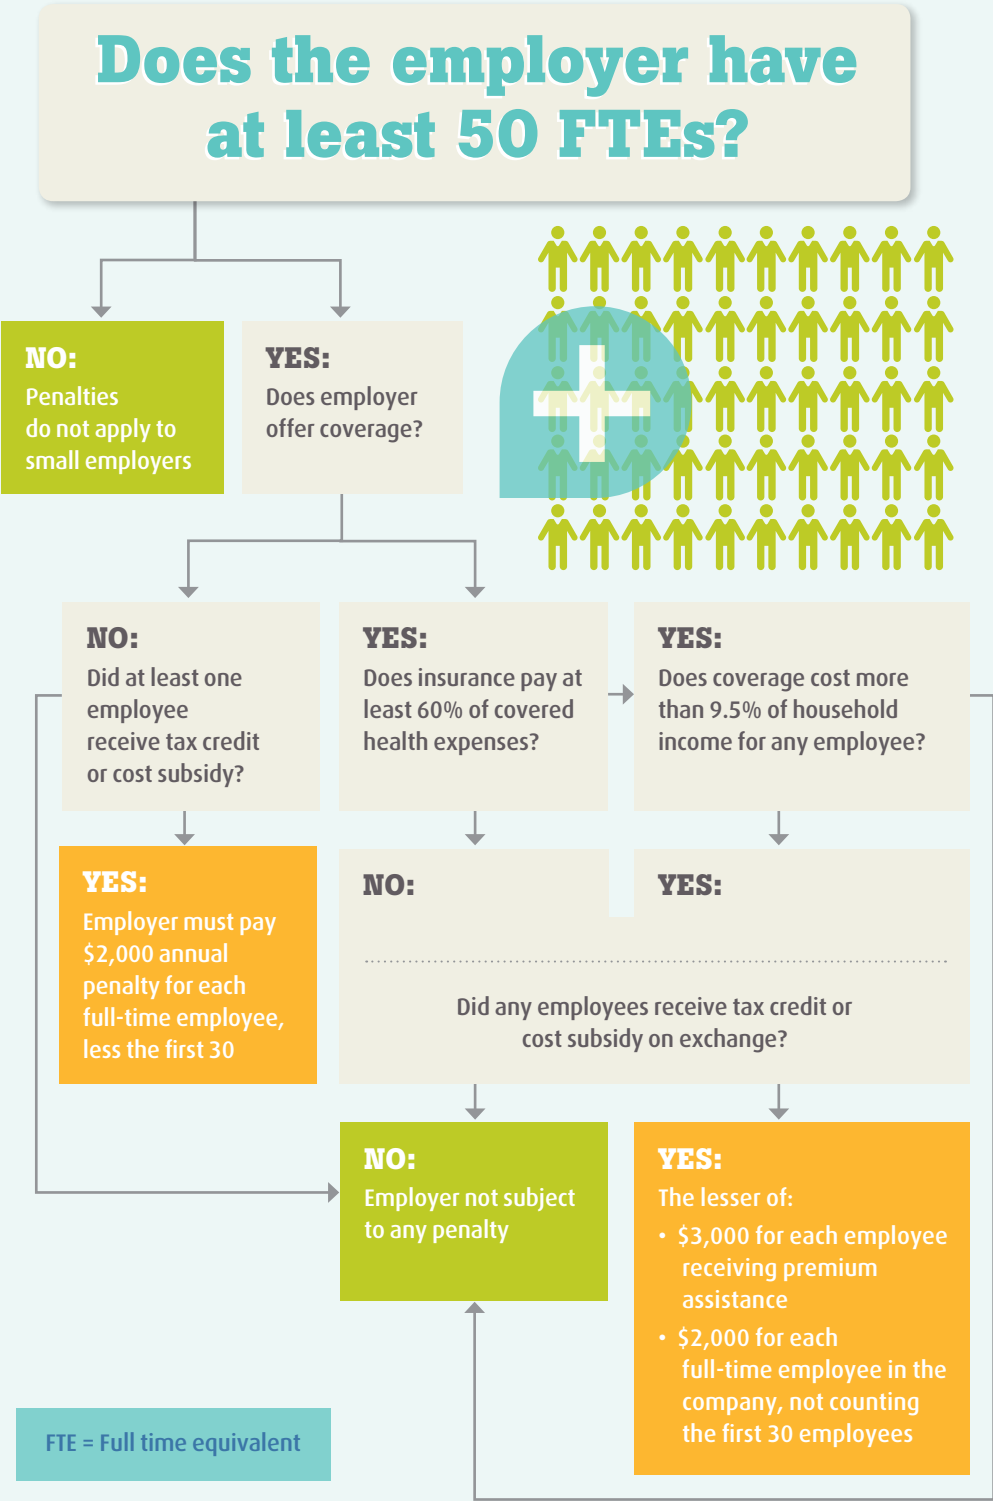 Does the employer have
at least 50 FTEs?
NO:
Penalties
do not apply to
small employers
YES:
Does employer
offer coverage?
NO:
Did at least one
employee
receive tax credit
or cost subsidy?
YES:
Does insurance pay at
least 60% of covered
health expenses?
YES:
Does coverage cost more
than 9.5% of household
income for any employee?
YES:
Employer must pay
$2,000 annual
penalty for each
full-time employee,
less the first 30
NO:
YES:
Did any employees receive tax credit or
cost subsidy on exchange?
NO:
Employer not subject
to any penalty
YES:
The lesser of:
• $3,000 for each employee
receiving premium
assistance
• $2,000 for each
full-time employee in the
company, not counting
the first 30 employees
FTE = Full time equivalent